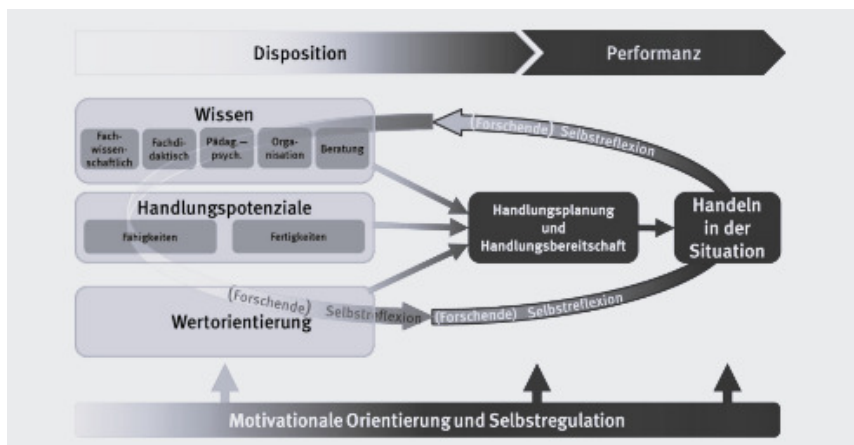 Disposition
Performanz
Wissen
Fach-
wissen-
schaftlich
Fachdi-
daktisch
Pädag.—
psych.
Orga-
nisation
Beratung
(Forschende) Selbstreflexion
Handlungspotenziale
Fähigkeiten
Fertigkeiten
Handlungsplanung
und
Handlungsbereitschaft
Handeln
in der
Situation
(Forschende) Selbstreflexion
(Forschende) Selbstreflexion
Wertorientierung
Motivationale Orientierung und Selbstregulation